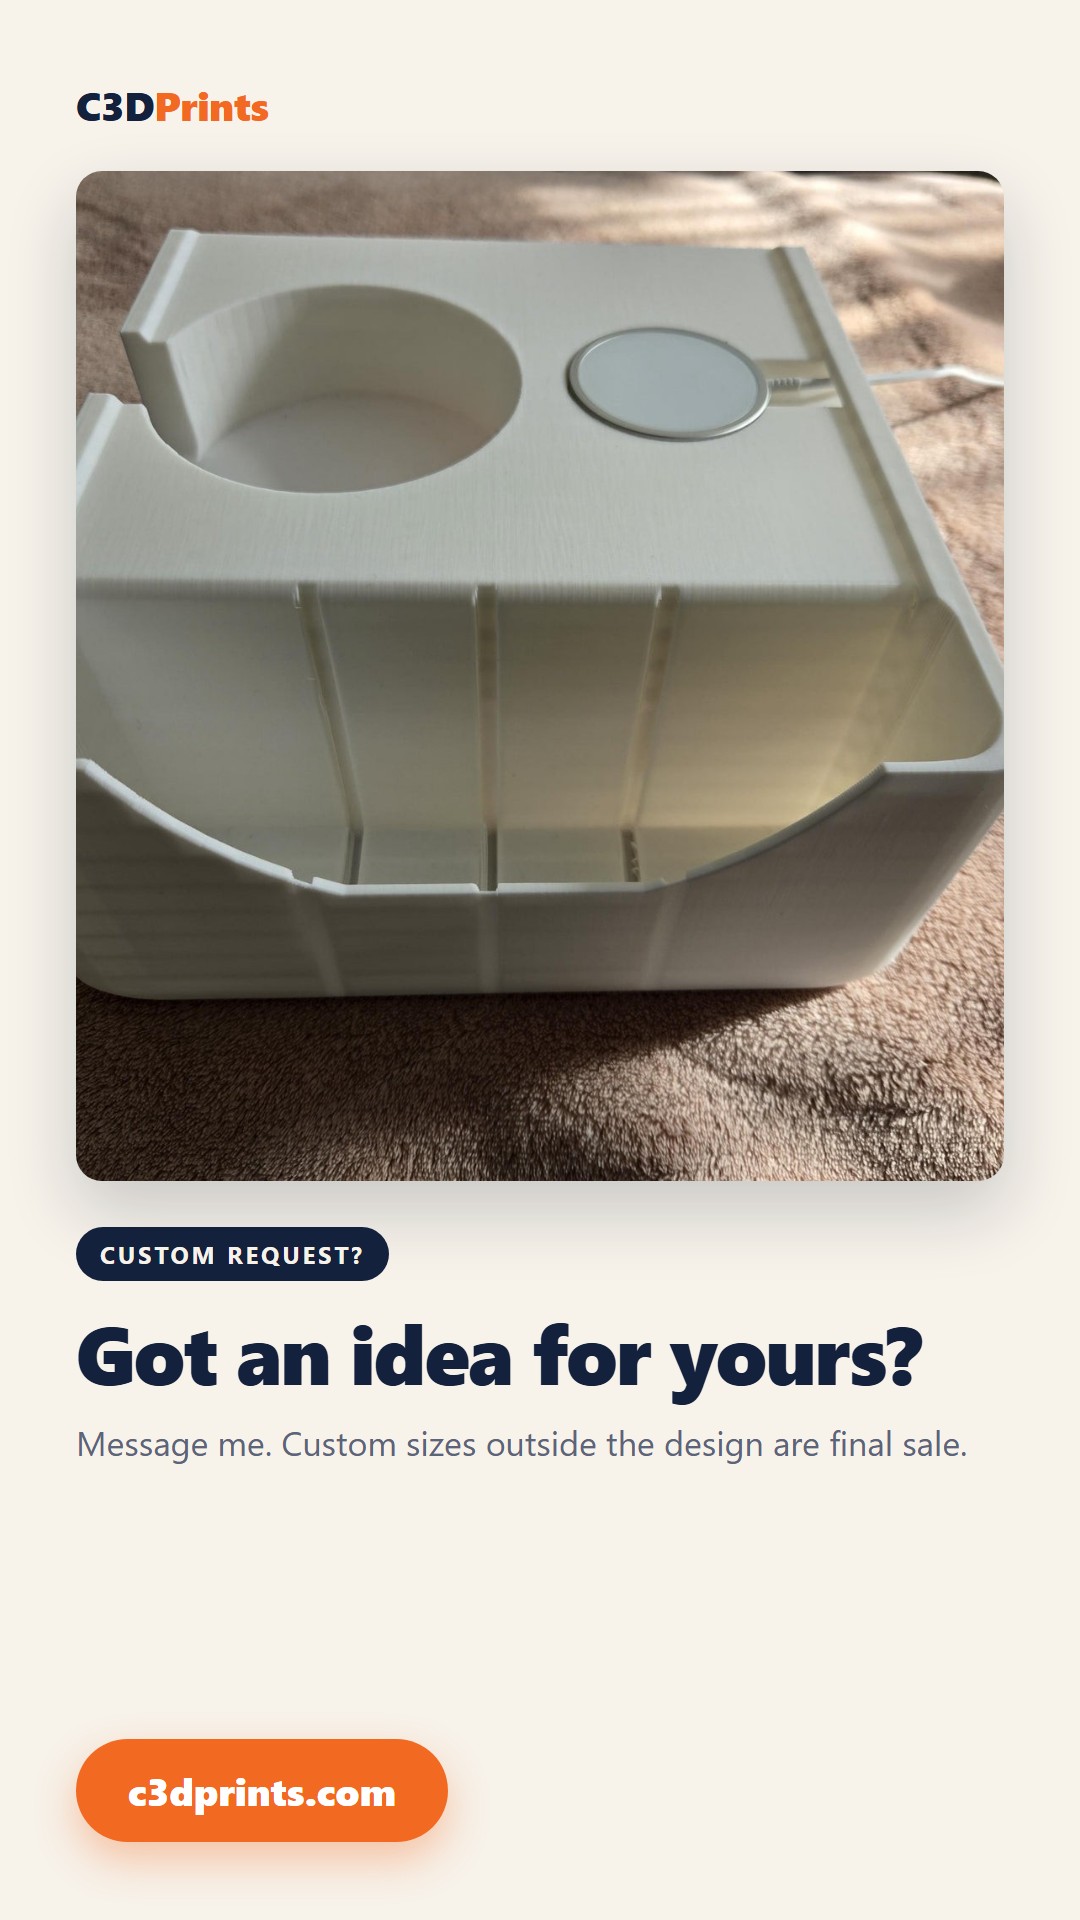 C3DPrints
CUSTOM REQUEST?
Got an idea for yours?
Message me. Custom sizes outside the design are final sale.
c3dprints.com